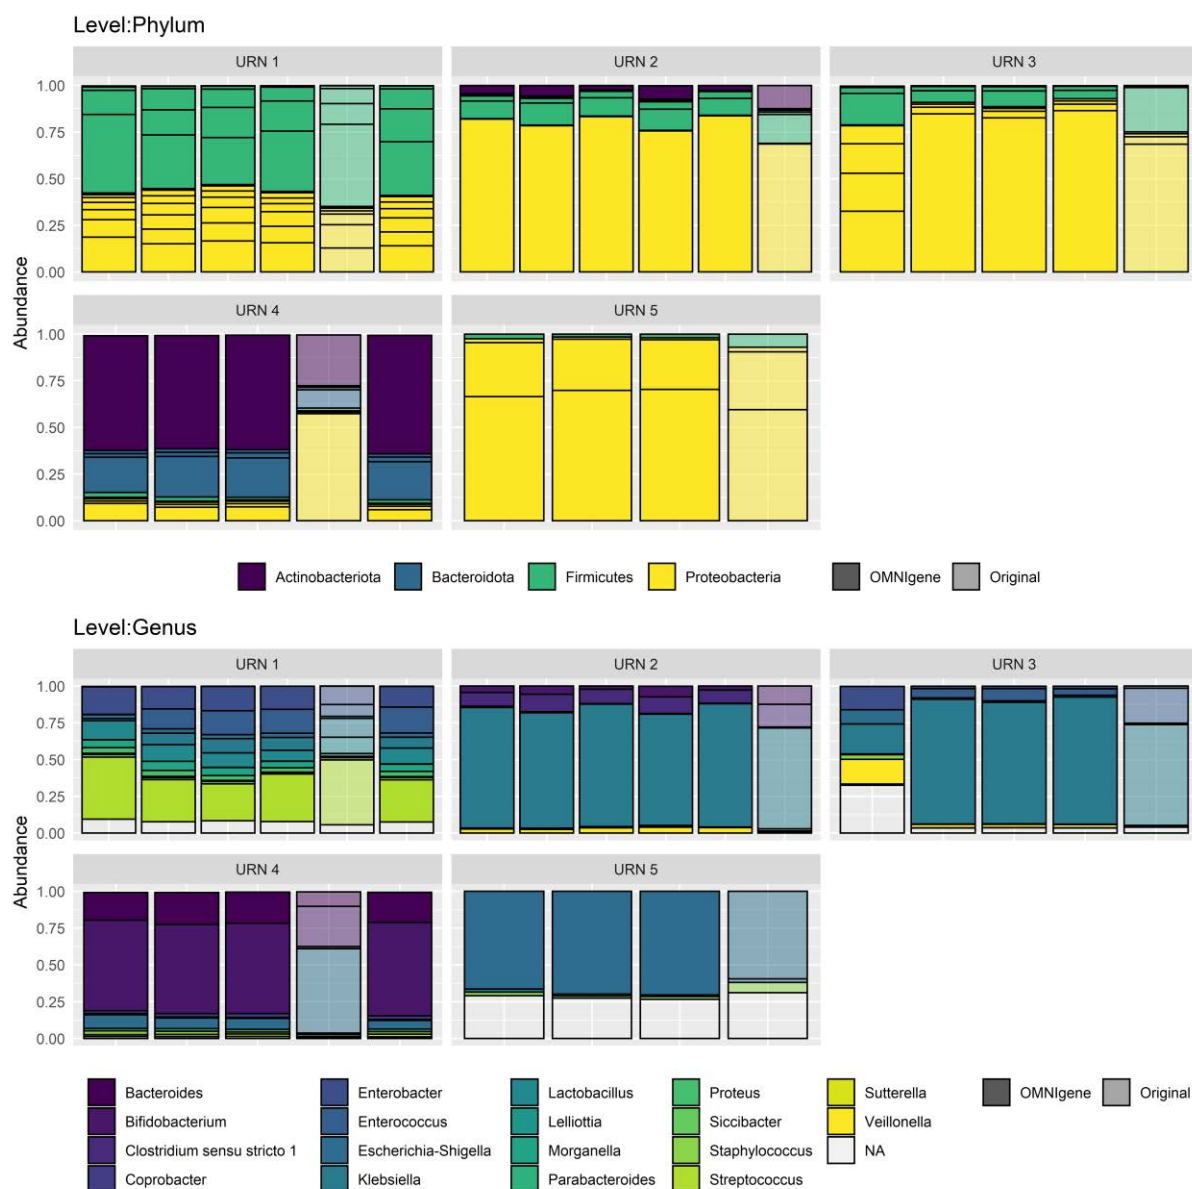 Level:Phylum
URN 1 URN 2 URN 3
1.00
0.75
0.50
0.25
0.00
URN 4 URN 5
1.00
0.75
0.50
0.25
0.00
Abundance
Actinobacteriota Bacteroidota Firmicutes Proteobacteria OMNIgene Original
Level:Genus
URN 1 URN 2 URN 3
1.00
0.75
0.50
0.25
0.00
URN 4 URN 5
1.00
0.75
0.50
0.25
0.00
Abundance
Bacteroides Enterobacter Lactobacillus Proteus Sutterella OMNIgene Original
Bifidobacterium Enterococcus Lelliottia Siccibacter Veillonella
Clostridium sensu stricto 1 Escherichia-Shigella Morganella Staphylococcus NA
Coprobacter Klebsiella Parabacteroides Streptococcus